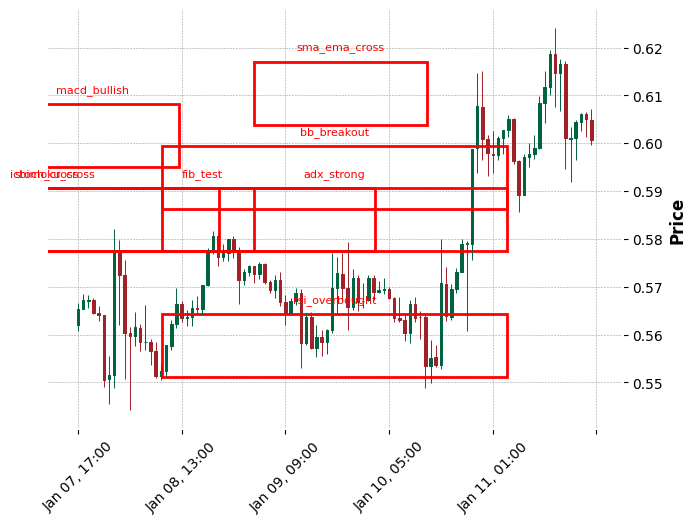 sma_ema_cross
macd_bullish
bb_breakout
fib_test
adx_strong
0.62
0.61
0.60
0.59
0.58
0.57
0.56
0.55
Price
Jan 07, 17:00
Jan 08, 13:00
Jan 09, 09:00
Jan 10, 05:00
Jan 11, 01:00